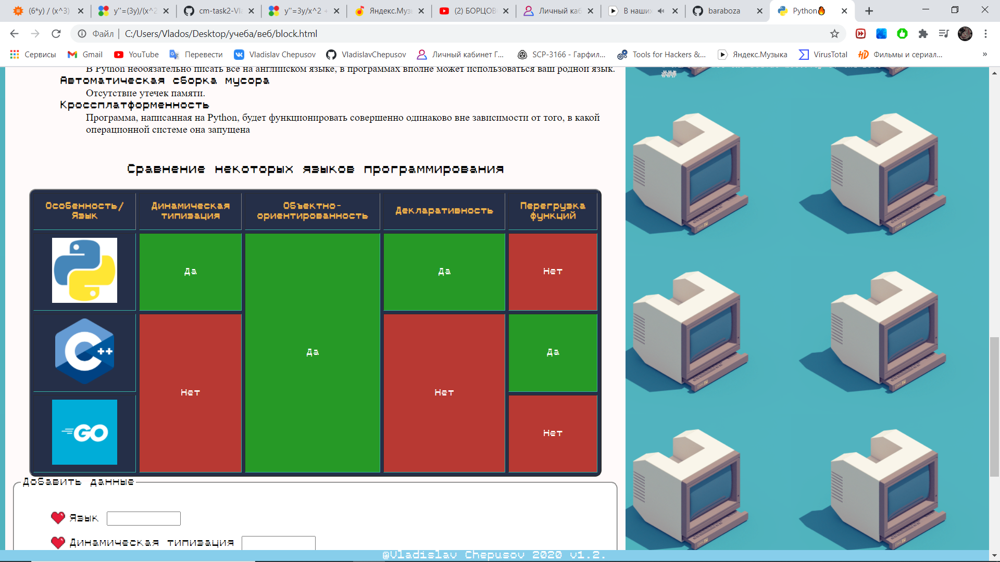 (6*y) / (x^3)
y''=(3y)/(x^2
cm-task2-Vla
y''=3y/x^2 +
Яндекс.Муз
(2) БОРЦОВ
Личный каб
В наших
baraboza
Python🔥
Файл | C:/Users/Vlados/Desktop/учеба/веб/block.html
Сервисы
Gmail
YouTube
Перевести
Vladislav Chepusov
VladislavChepusov
Личный кабинет Г...
SCP-3166 - Гарфил...
Tools for Hackers &...
Яндекс.Музыка
VirusTotal
Фильмы и сериал...
»
В Python необязательно писать все на английском языке, в программах вполне может использоваться ваш родной язык.
###
Автоматическая сборка мусора
Отсутствие утечек памяти.
Кроссплатформенность
Программа, написанная на Python, будет функционировать совершенно одинаково вне зависимости от того, в какой
операционной системе она запущена
Сравнение некоторых языков программирования
Особенность/
Язык
Динамическая
типизация
Объектно-
ориентированность
Декларативность
Перегрузка
функций
Да
Да
Нет
C++
Нет
Да
Нет
Да
GO
Нет
Добавить данные
Язык
Динамическая типизация
@Vladislav Chepusov 2020 v1.2.